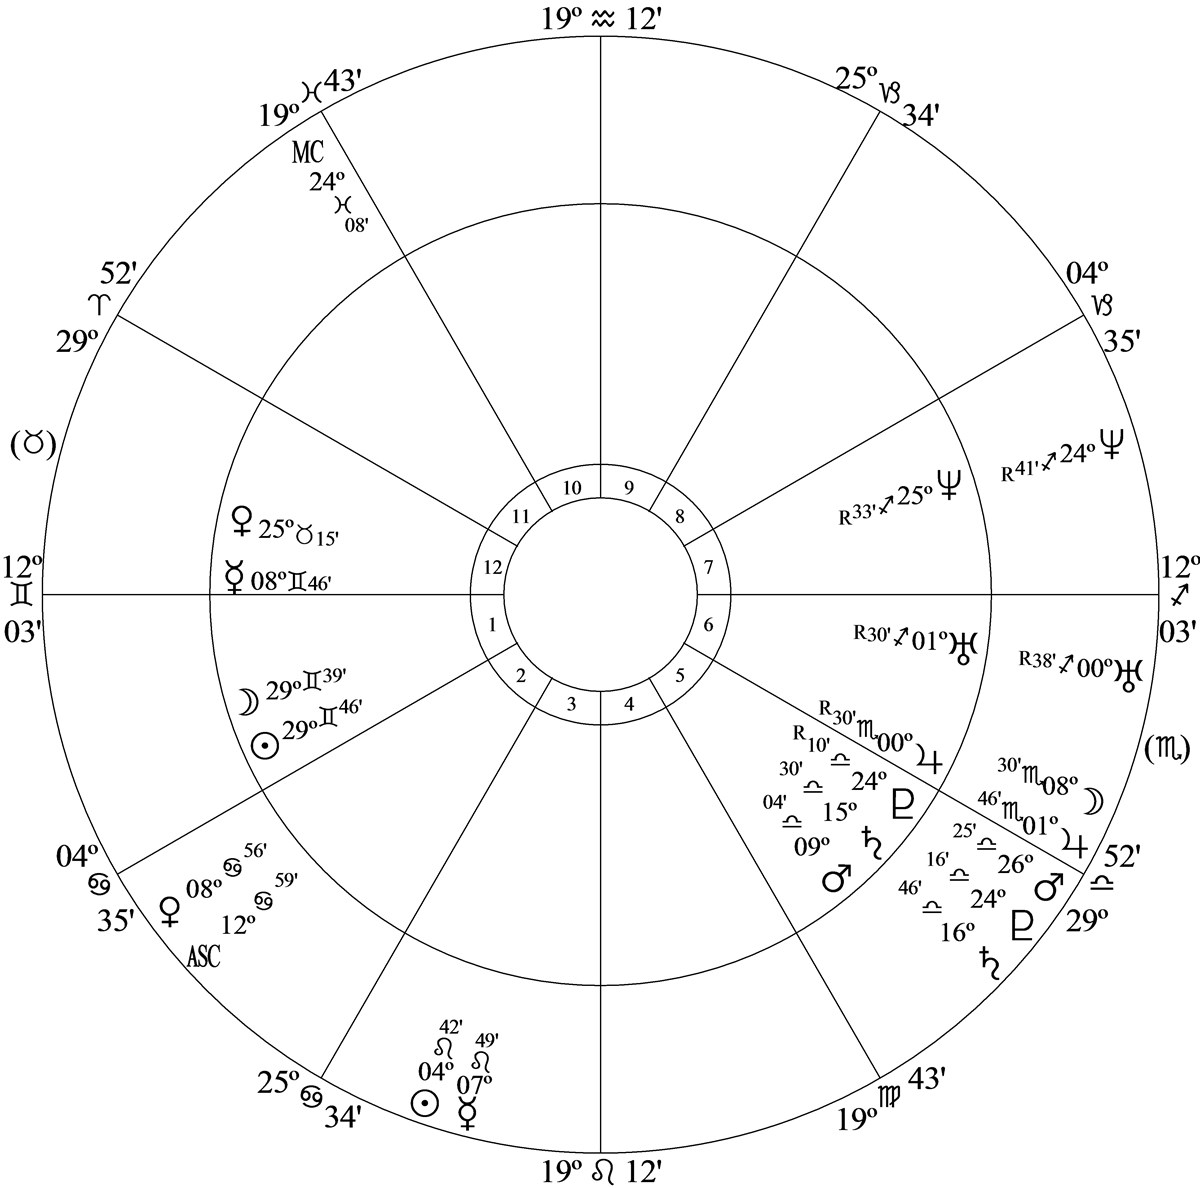 19º ♒ 12'
19º ♓ 43'
25º ♑ 34'
MC
24º
♓
08'
52'
♈
29º
04º
♑
35'
(♉)
R 41' ♐ 24º ♆
R 33' ♐ 25º ♆
10 9
11 8
12 7
1 6
2 5
3 4
♀ 25º ♉ 15'
☿ 08º ♊ 46'
12º
♊
03'
12º
♐
03'
R 30' ♐ 01º ♅
R 38' ♐ 00º ♅
☽ 29º ♊ 39'
☉ 29º ♊ 46'
R 30' ♏ 00º ♃
R 10' ♎ 24º ♇
30' ♎ 15º ♄
04' ♎ 09º ♂
(♏)
30' ♏ 08º ☽
46' ♏ 01º ♃
25' ♎ 26º ♂
16' ♎ 24º ♇
46' ♎ 16º ♄
52'
♎
29º
04º
♋
35'
♀ 08º ♋ 56'
ASC 12º ♋ 59'
42' ♌ 04º ☉
49' ♌ 07º ☿
25º ♋ 34'
19º ♍ 43'
19º ♌ 12'